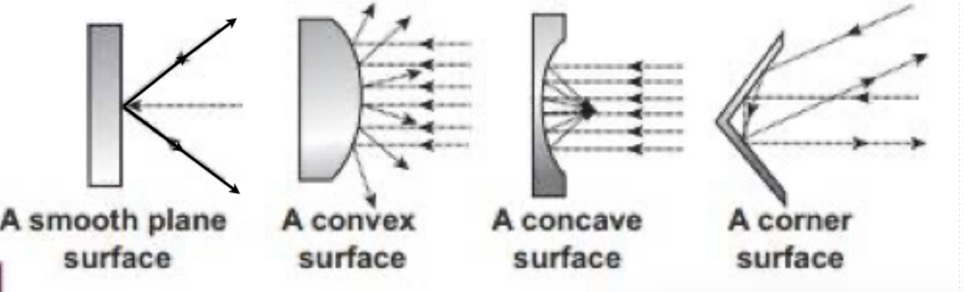 A smooth plane
surface
A convex
surface
A concave
surface
A corner
surface